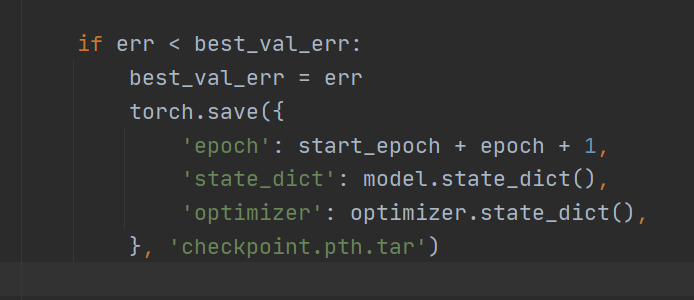 if err < best_val_err:
best_val_err = err
torch.save({
'epoch': start_epoch + epoch + 1,
'state_dict': model.state_dict(),
'optimizer': optimizer.state_dict(),
}, 'checkpoint.pth.tar')